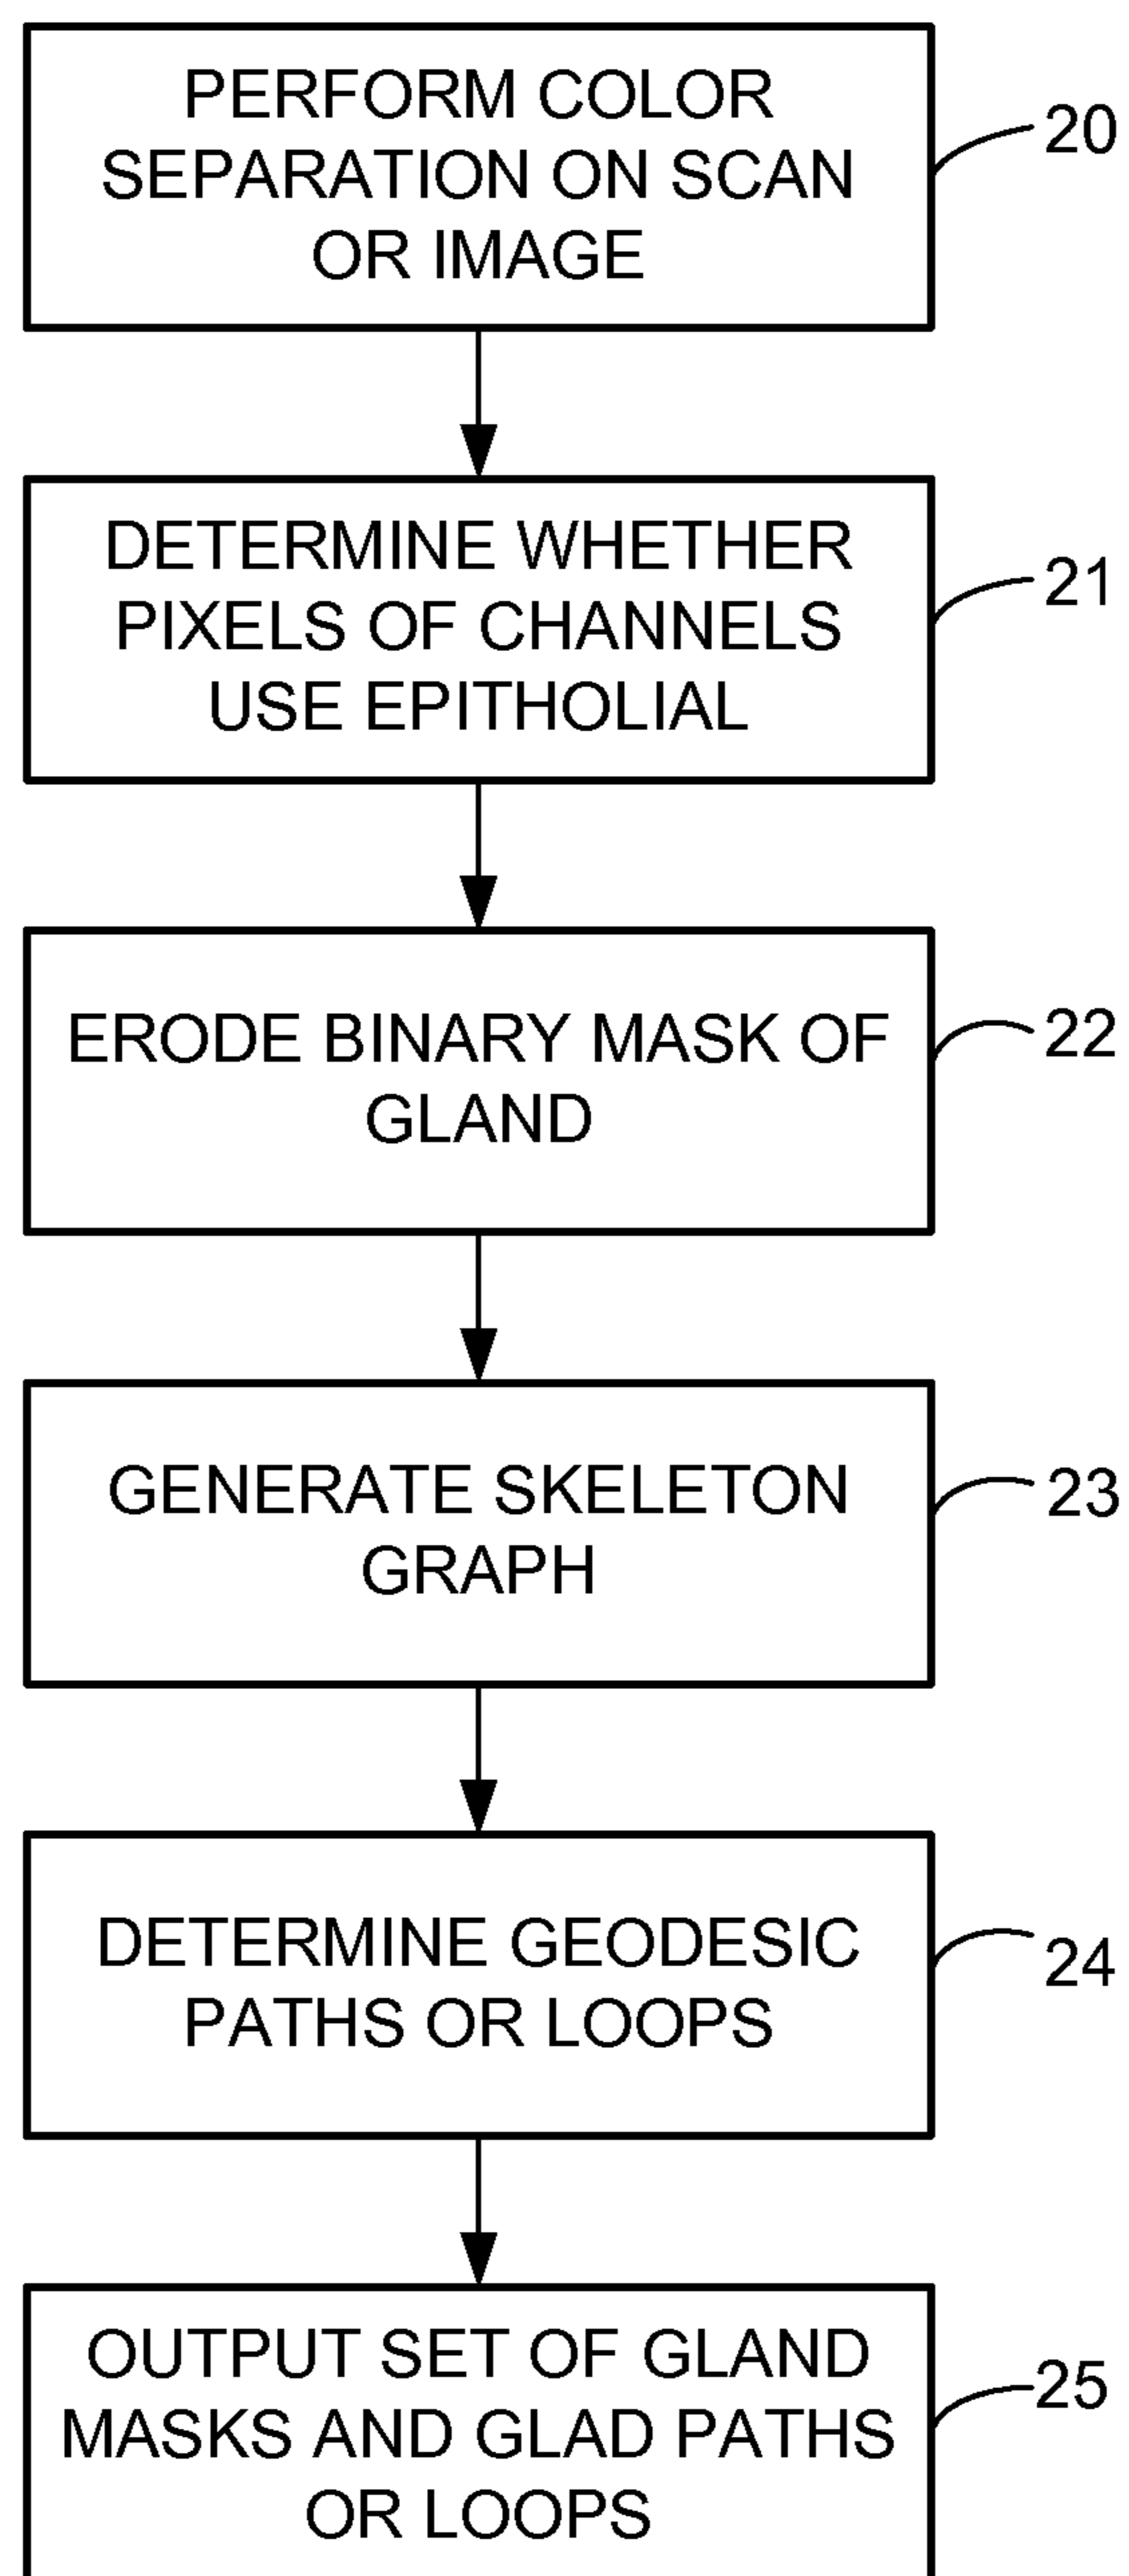 PERFORM COLOR
SEPARATION ON SCAN
OR IMAGE
20
DETERMINE WHETHER
PIXELS OF CHANNELS
USE EPITHOLIAL
21
ERODE BINARY MASK OF
GLAND
22
GENERATE SKELETON
GRAPH
23
DETERMINE GEODESIC
PATHS OR LOOPS
24
OUTPUT SET OF GLAND
MASKS AND GLAD PATHS
OR LOOPS
25